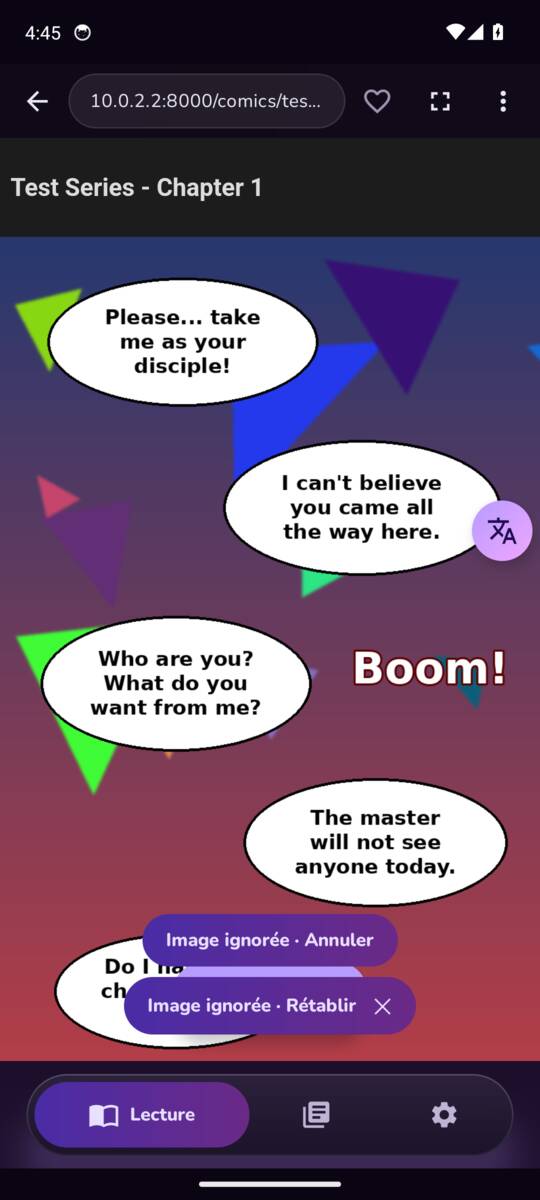 4:45
10.0.2.2:8000/comics/tes...
Test Series - Chapter 1
Please... take
me as your
disciple!
I can't believe
you came all
the way here.
Who are you?
What do you
want from me?
Boom!
The master
will not see
anyone today.
Image ignorée · Annuler
Do I
Image ignorée · Rétablir
Lecture